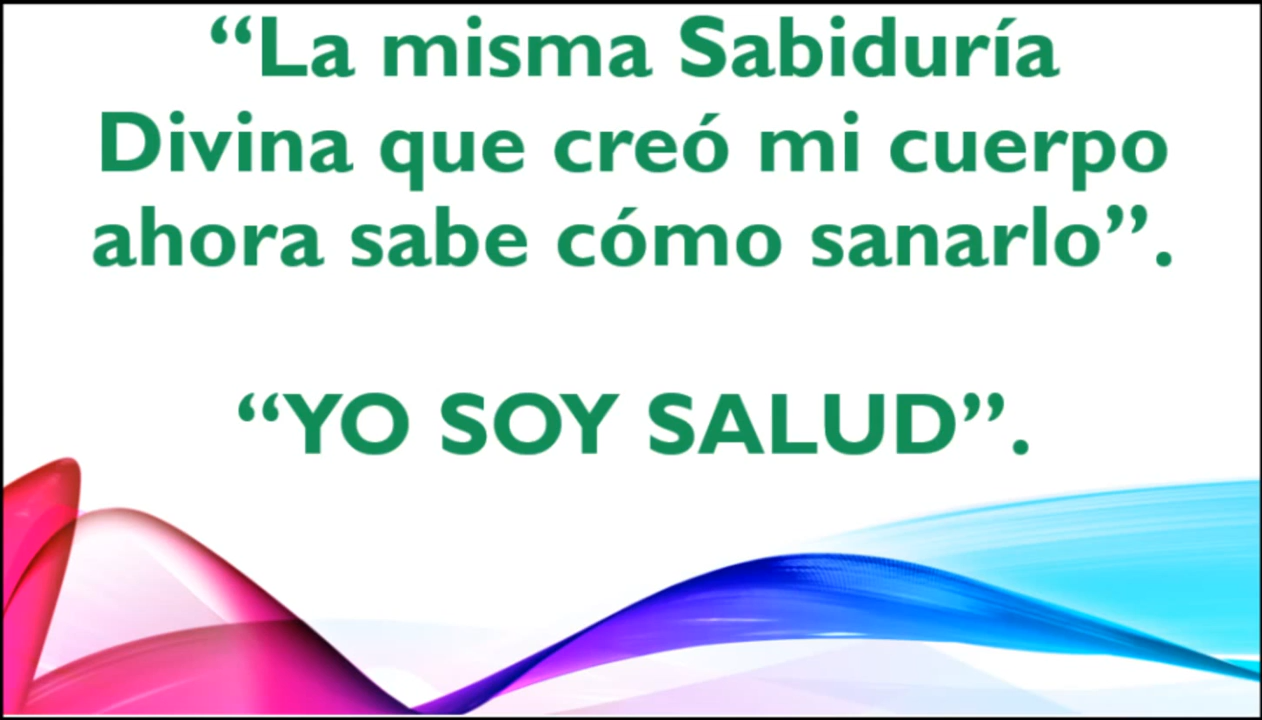 “La misma Sabiduría
Divina que creó mi cuerpo
ahora sabe cómo sanarlo”.
“YO SOY SALUD”.